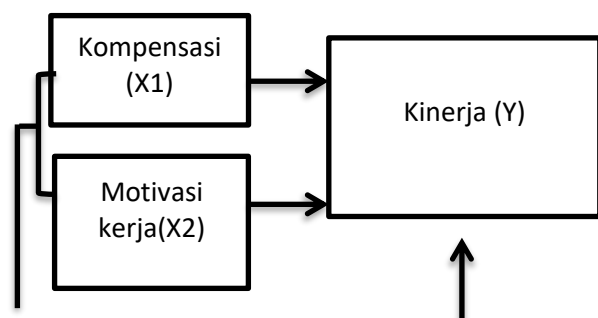 Kompensasi
(X1)
Kinerja (Y)
Motivasi
kerja(X2)